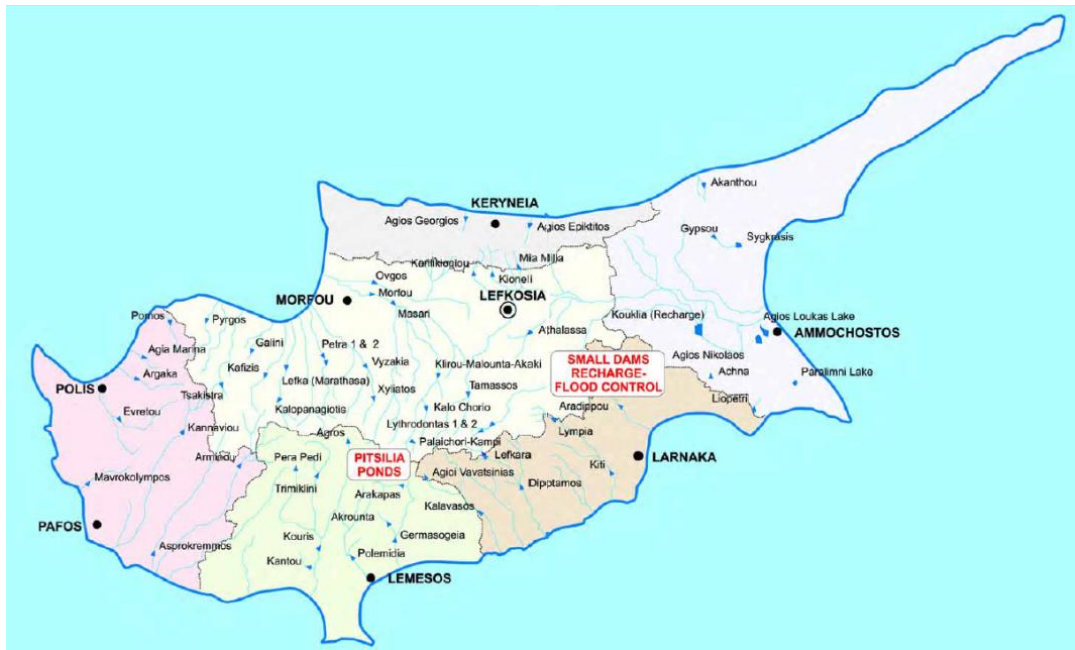 Akanthou
KERYNEIA
Agios Georgios
Agios Epiktitos
Gypsou
Sygkrasis
Mia Milia
Kanlikiogiou
Kioneli
Ovgos
Morfou
MORFOU
LEFKOSIA
Masari
Kouklia (Recharge)
Agios Loukas Lake
AMMOCHOSTOS
Pomos
Pyrgos
Athalassa
Galini
Petra 1 & 2
Agia Marina
Vyzakia
Klirou-Malounta-Akaki
SMALL DAMS
RECHARGE-
FLOOD CONTROL
Agios Nikolaos
Kafizis
Achna
Paralimni Lake
Argaka
Lefka (Marathasa)
Tamassos
POLIS
Tsakistra
Xyliatos
Liopetri
Evretou
Kalopanagiotis
Kalo Chorio
Aradippou
Kannaviou
Lythrodontas 1 & 2
Agros
Lympia
Palaichori-Kampi
Arminou
Pera Pedi
PITSILIA
PONDS
Lefkara
LARNAKA
Mavrokolympos
Agioi Vavatsinias
Kiti
Trimiklini
Arakapas
Dipotamos
Kalavasos
Akrounta
PAFOS
Kouris
Germasogeia
Asprokremmos
Polemidia
Kantou
LEMESOS